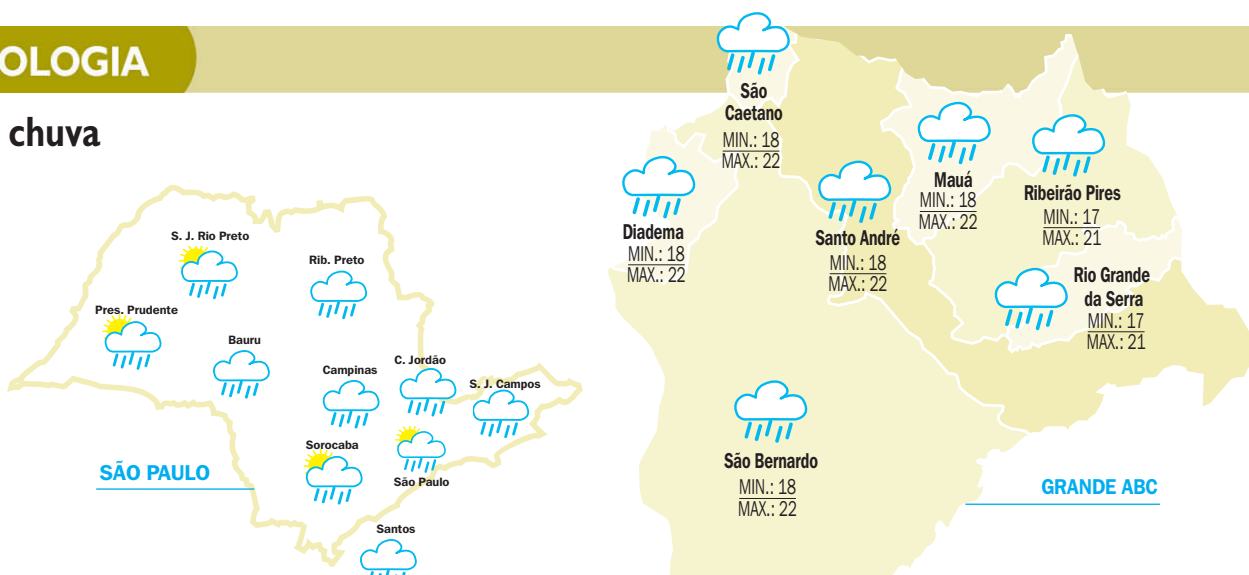 OLOGIA
chuva
S. J. Rio Preto
Rib. Preto
Pres. Prudente
Bauru
Campinas
C. Jordão
S. J. Campos
Sorocaba
São Paulo
Santos
SÃO PAULO
São
Caetano
MIN.: 18
MAX.: 22
Diadema
MIN.: 18
MAX.: 22
Santo André
MIN.: 18
MAX.: 22
Mauá
MIN.: 18
MAX.: 22
Ribeirão Pires
MIN.: 17
MAX.: 21
Rio Grande
da Serra
MIN.: 17
MAX.: 21
São Bernardo
MIN.: 18
MAX.: 22
GRANDE ABC